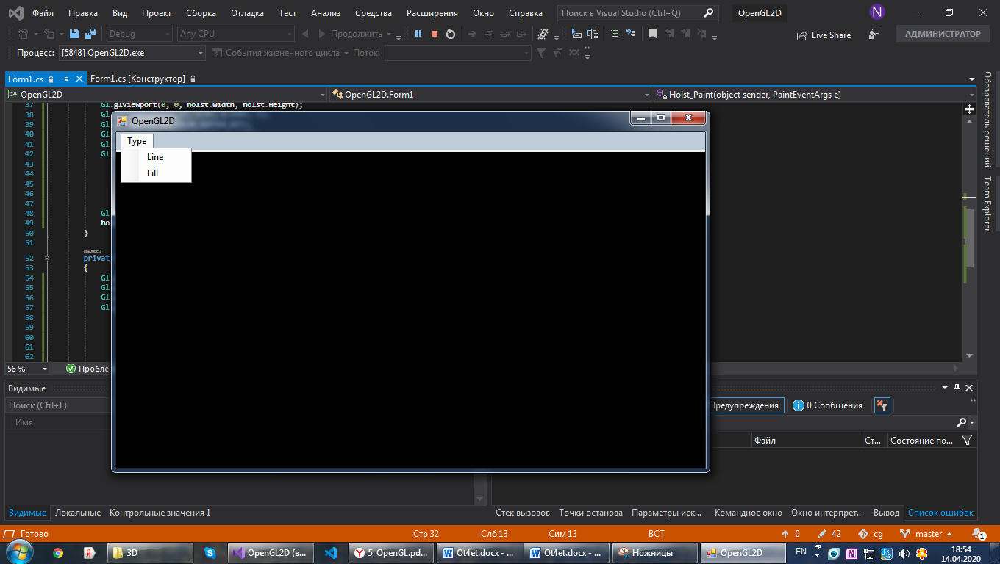 Файл Правка Вид Проект Сборка Отладка Тест Анализ Средства Расширения Окно Справка Поиск в Visual Studio (Ctrl+Q) OpenGL2D N
Debug Any CPU Продолжить Live Share АДМИНИСТРАТОР
Процесс: [5848] OpenGL2D.exe События жизненного цикла Поток:
Form1.cs Form1.cs [Конструктор]
OpenGL2D OpenGL2D.Form1 Holst_Paint(object sender, PaintEventArgs e)
37 Gl.glViewport(0, 0, holst.Width, holst.Height);
38 Gl
39 Gl
40 Gl
41 Gl
42 Gl
43
44
45
46
47
48 Gl
49 ho
50 }
51
52 privat
53 {
54 Gl
55 Gl
56 Gl
57 Gl
58
59
60
61
62
OpenGL2D
Type
Line
Fill
56 % Пробле
Видимые
Поиск (Ctrl+E) Предупреждения 0 Сообщения
Имя
Файл Ст... Состояние по...
Видимые Локальные Контрольные значения 1 Стек вызовов Точки останова Параметры иск... Командное окно Окно интерпрет... Вывод Список ошибок
Готово Стр 32 Слб 13 Сим 13 ВСТ 0 42 cg master 1
3D OpenGL2D (в... 5_OpenGL.pd... Ot4et.docx - ... Ot4et.docx - ... Ножницы OpenGL2D EN 18:54
14.04.2020
Обозреватель решений
Team Explorer